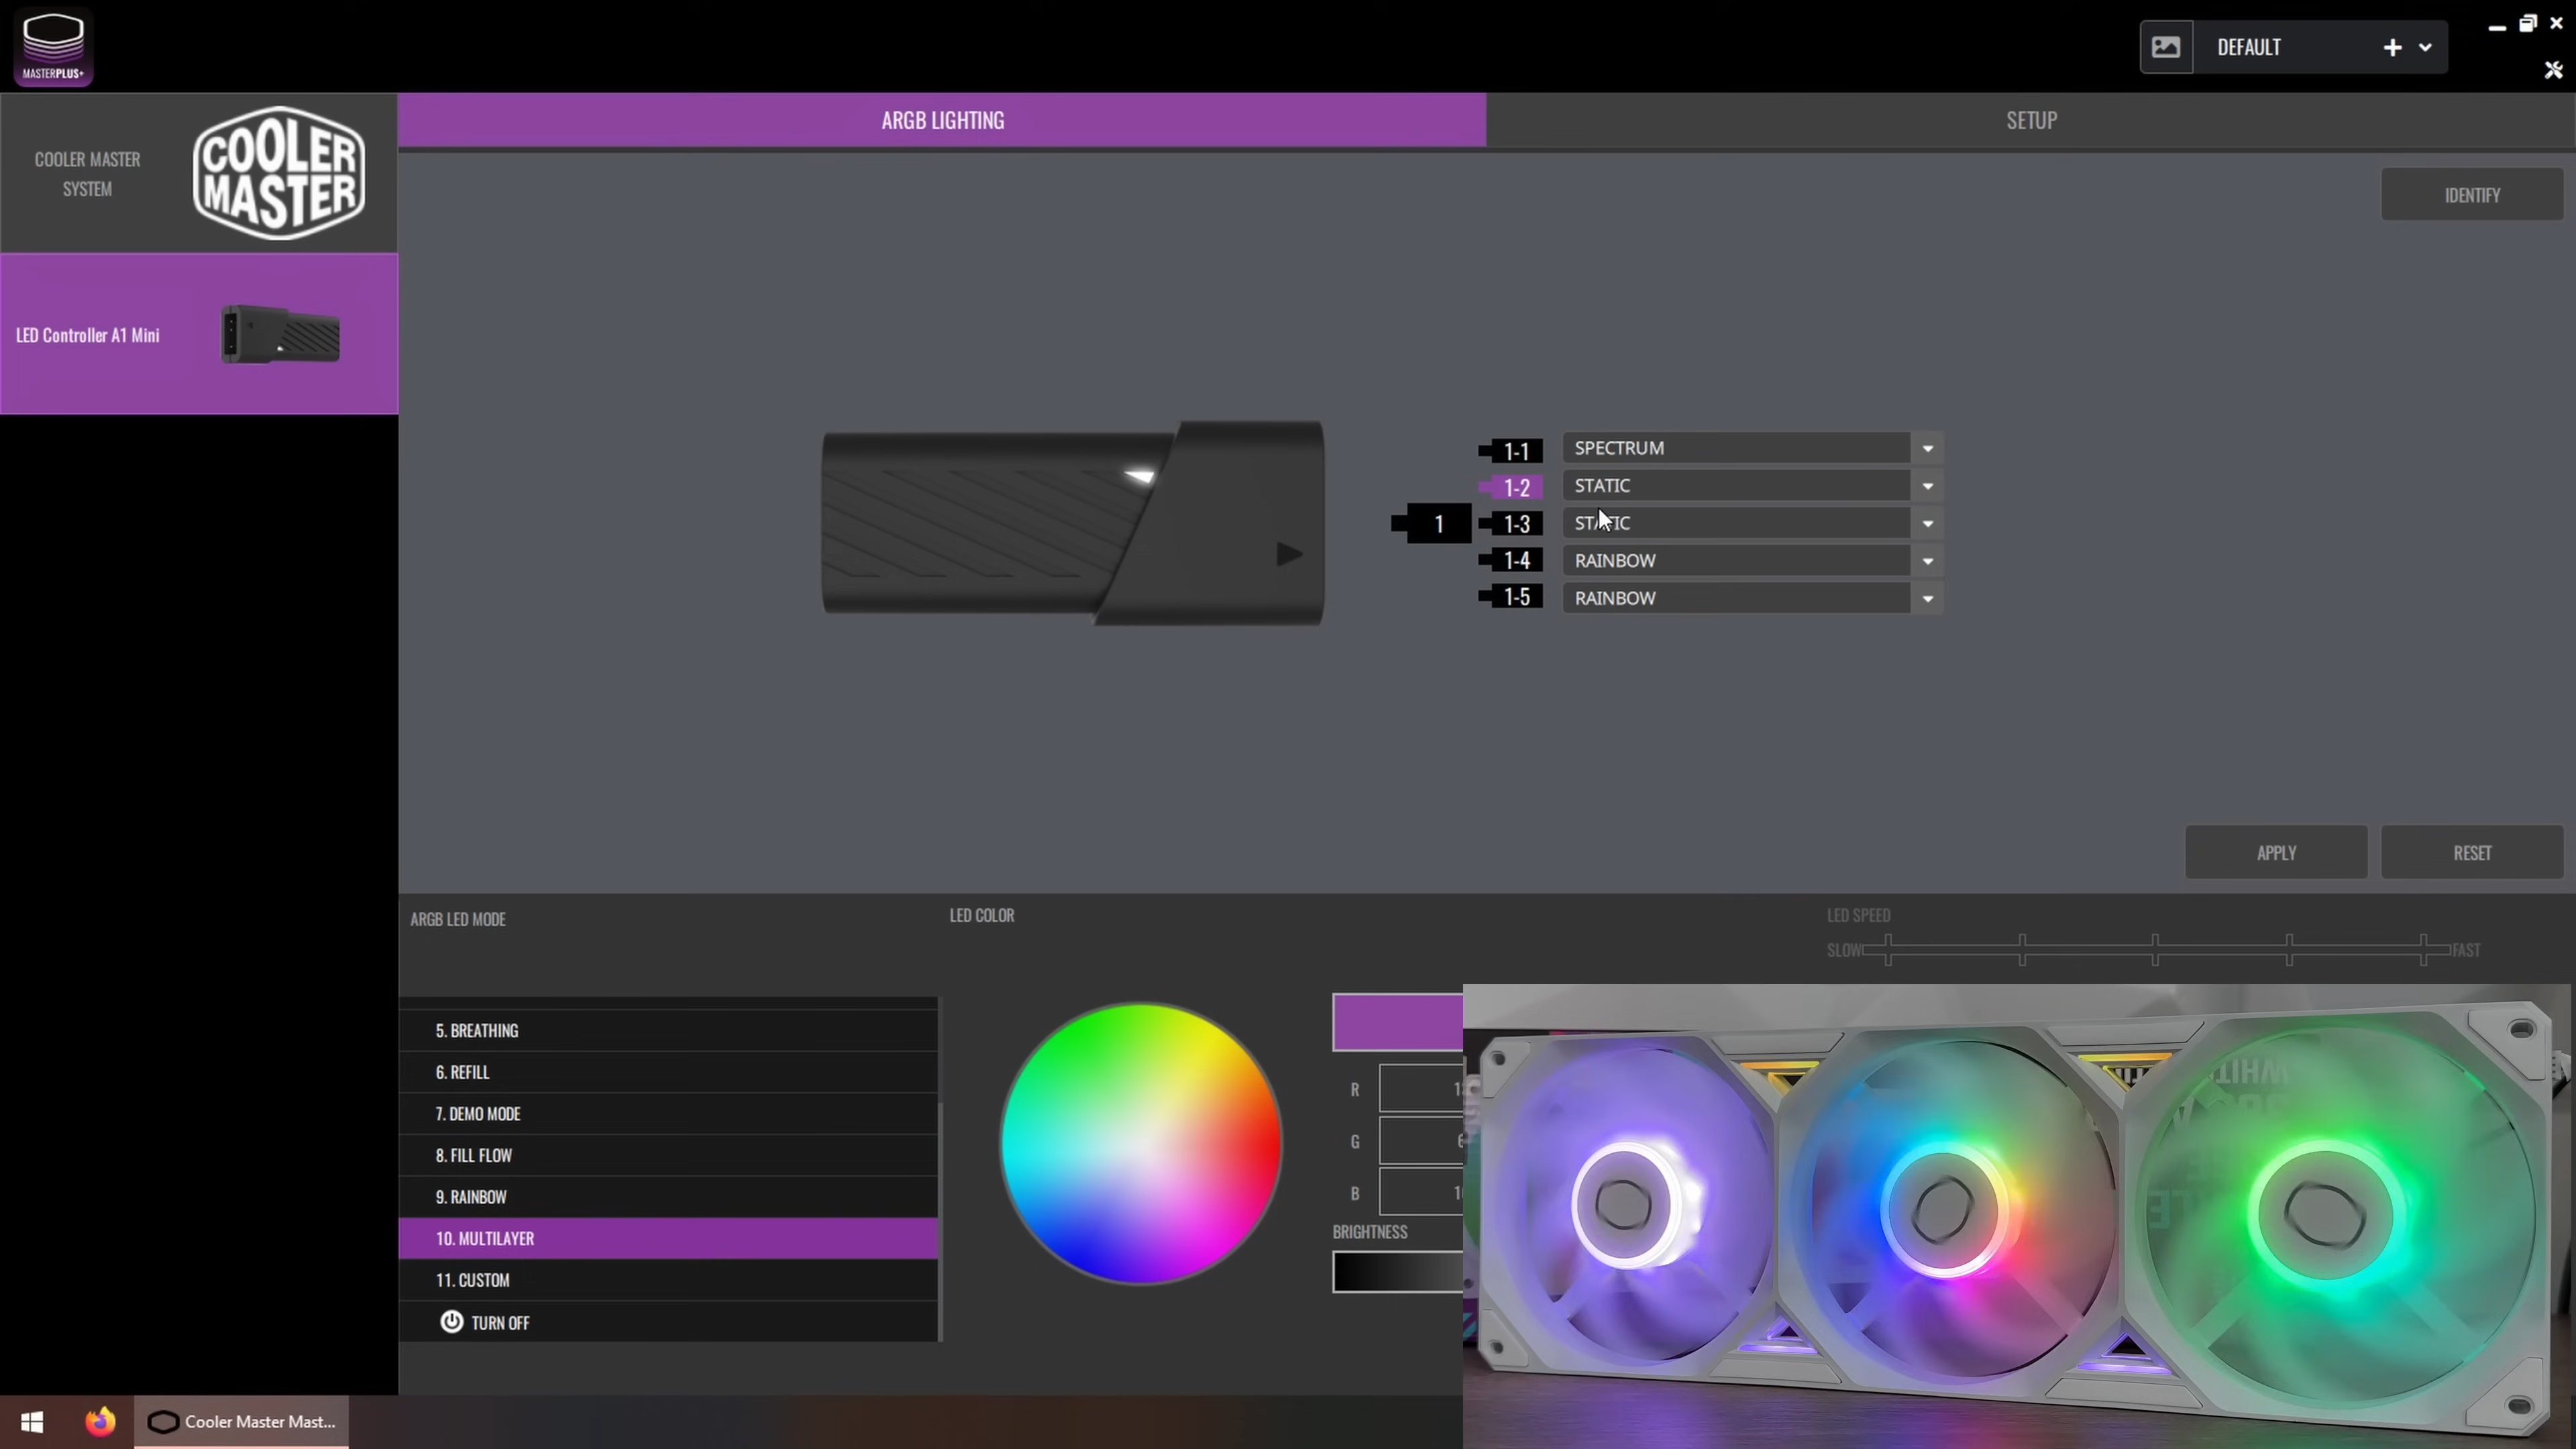 MASTERPLUS+
DEFAULT
COOLER MASTER
SYSTEM
COOLER
MASTER
ARGB LIGHTING
SETUP
IDENTIFY
LED Controller A1 Mini
1
1-1 SPECTRUM
1-2 STATIC
1-3 STATIC
1-4 RAINBOW
1-5 RAINBOW
APPLY
RESET
ARGB LED MODE
5. BREATHING
6. REFILL
7. DEMO MODE
8. FILL FLOW
9. RAINBOW
10. MULTILAYER
11. CUSTOM
TURN OFF
LED COLOR
R
G
B
BRIGHTNESS
LED SPEED
SLOW
FAST
Cooler Master Mast...